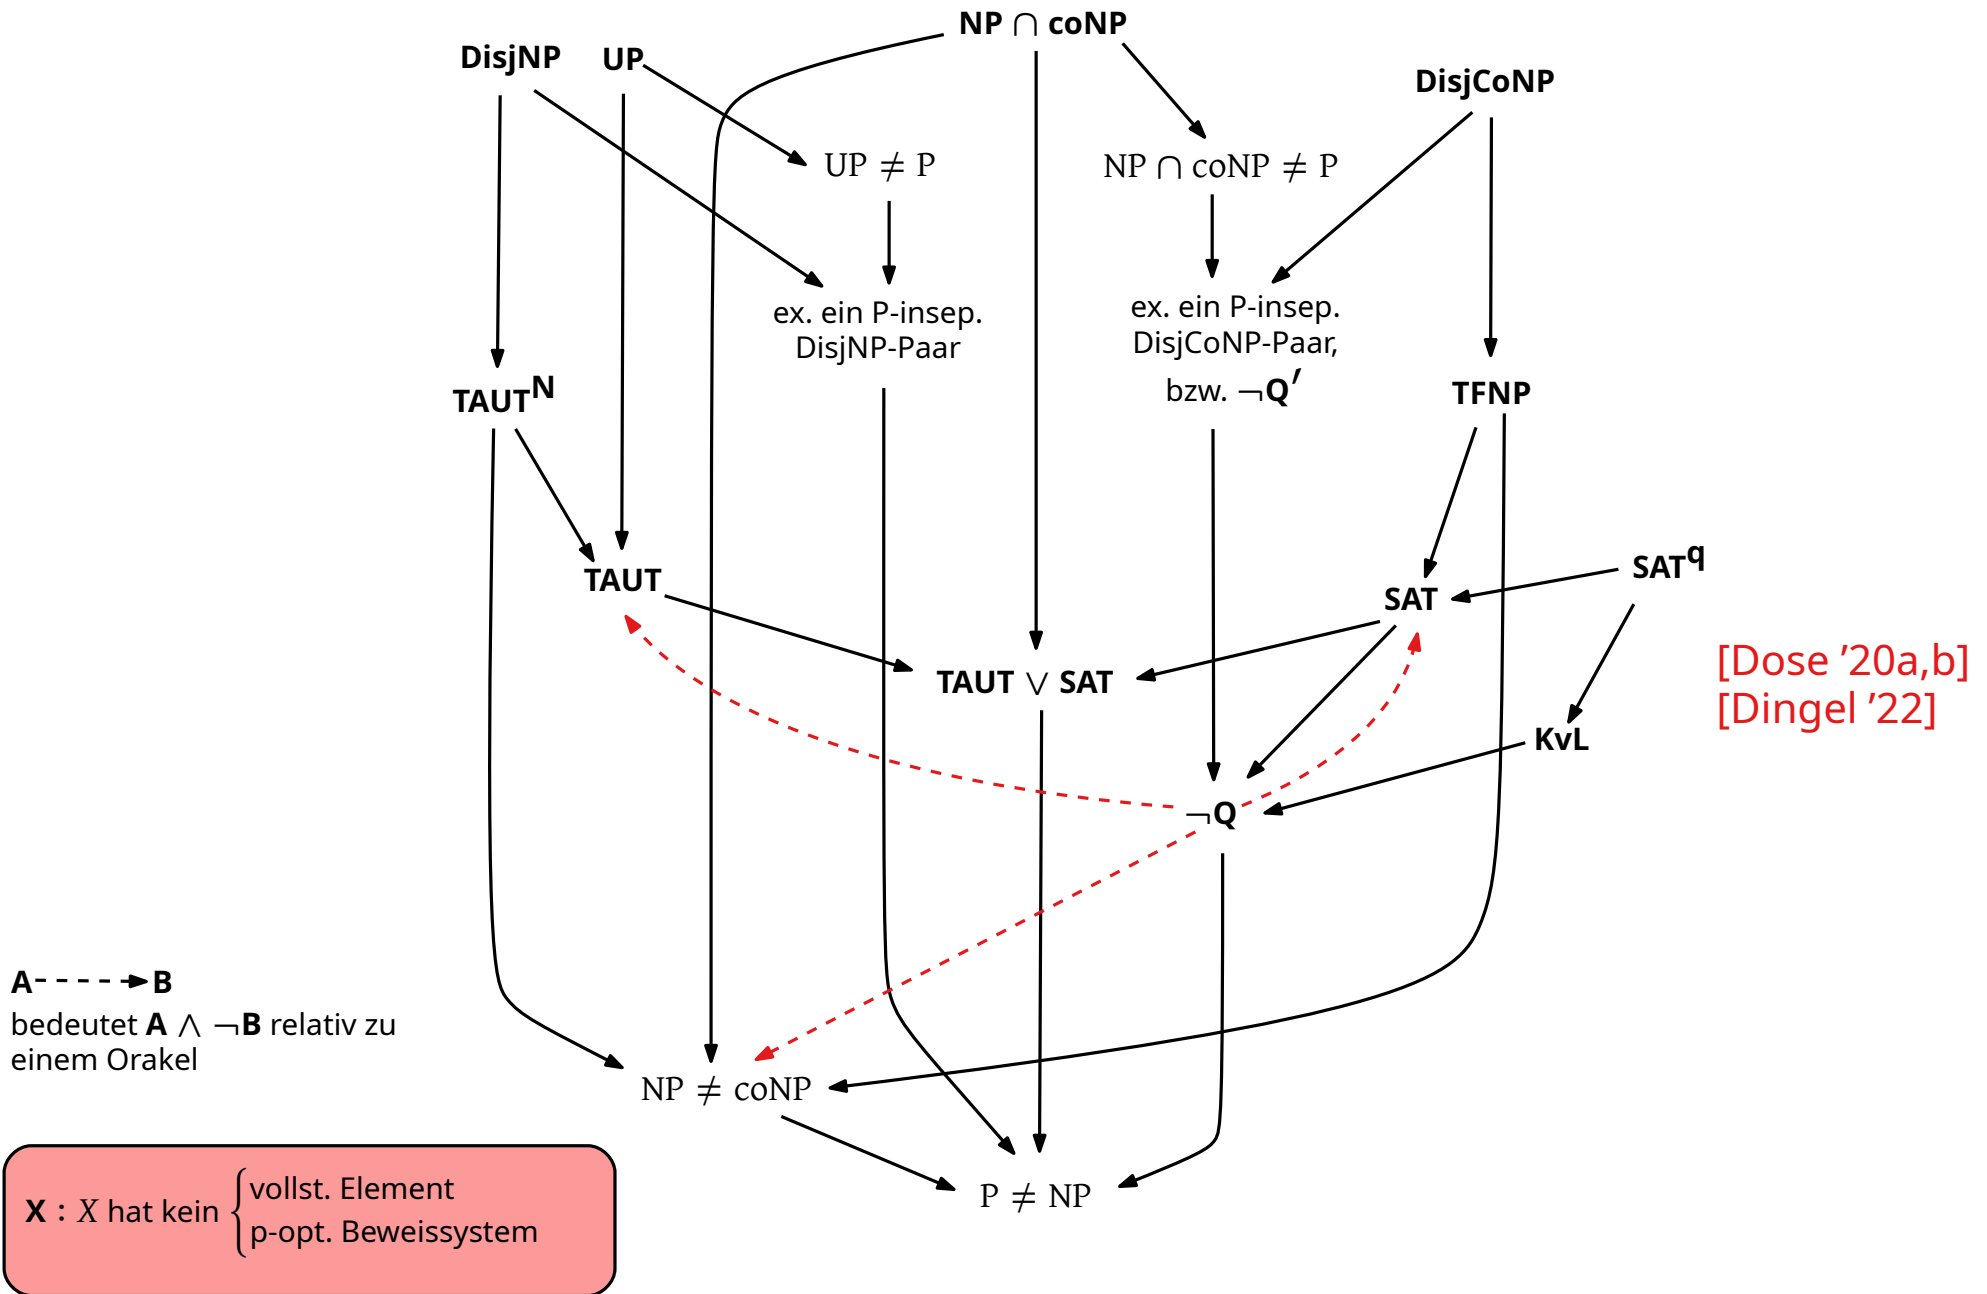 NP ∩ coNP
DisjNP
UP
DisjCoNP
UP ≠ P
NP ∩ coNP ≠ P
ex. ein P-insep.
DisjNP-Paar
ex. ein P-insep.
DisjCoNP-Paar,
bzw. ¬Q′
TAUTᴺ
TFNP
TAUT
SAT
SAT^q
TAUT ∨ SAT
[Dose ’20a,b]
[Dingel ’22]
KvL
¬Q
A B
bedeutet A ∧ ¬B relativ zu
einem Orakel
NP ≠ coNP
P ≠ NP
X : X hat kein { vollst. Element
p-opt. Beweissystem